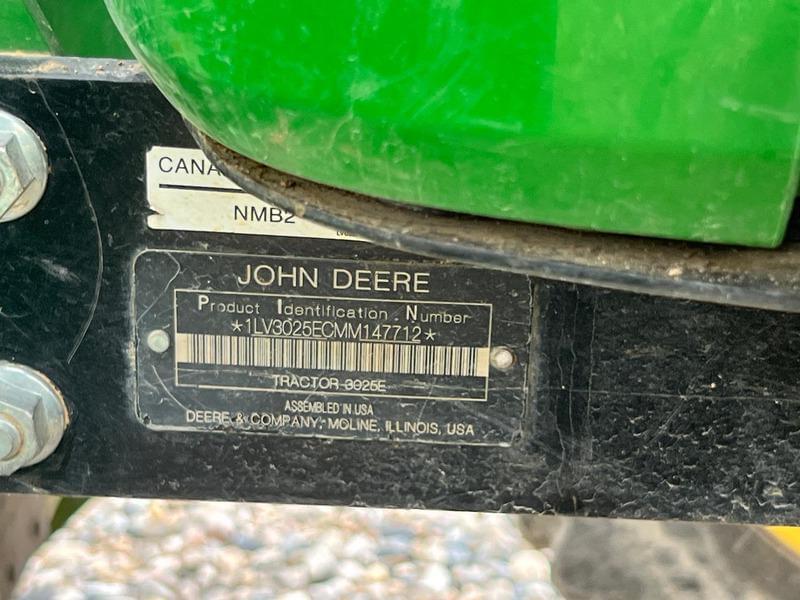 CANA
NMB2
JOHN DEERE
Product Identification Number
*1LV3025ECMM147712*
TRACTOR 3025E
ASSEMBLED IN USA
DEERE & COMPANY, MOLINE, ILLINOIS, USA